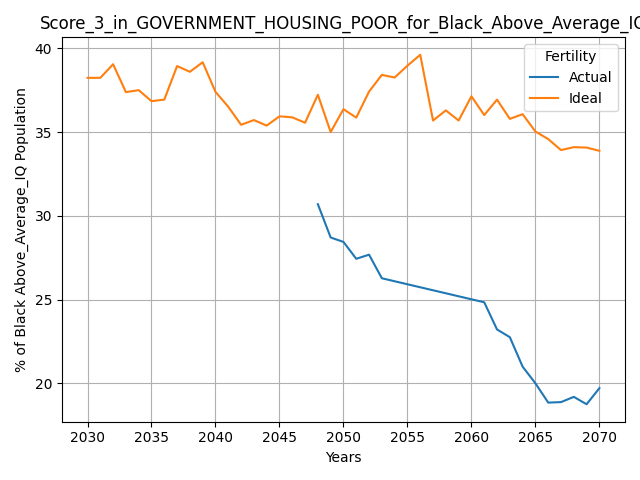 Score_3_in_GOVERNMENT_HOUSING_POOR_for_Black_Above_Average_IQ
Fertility
Actual
Ideal
% of Black Above_Average_IQ Population
40
35
30
25
20
2030 2035 2040 2045 2050 2055 2060 2065 2070
Years